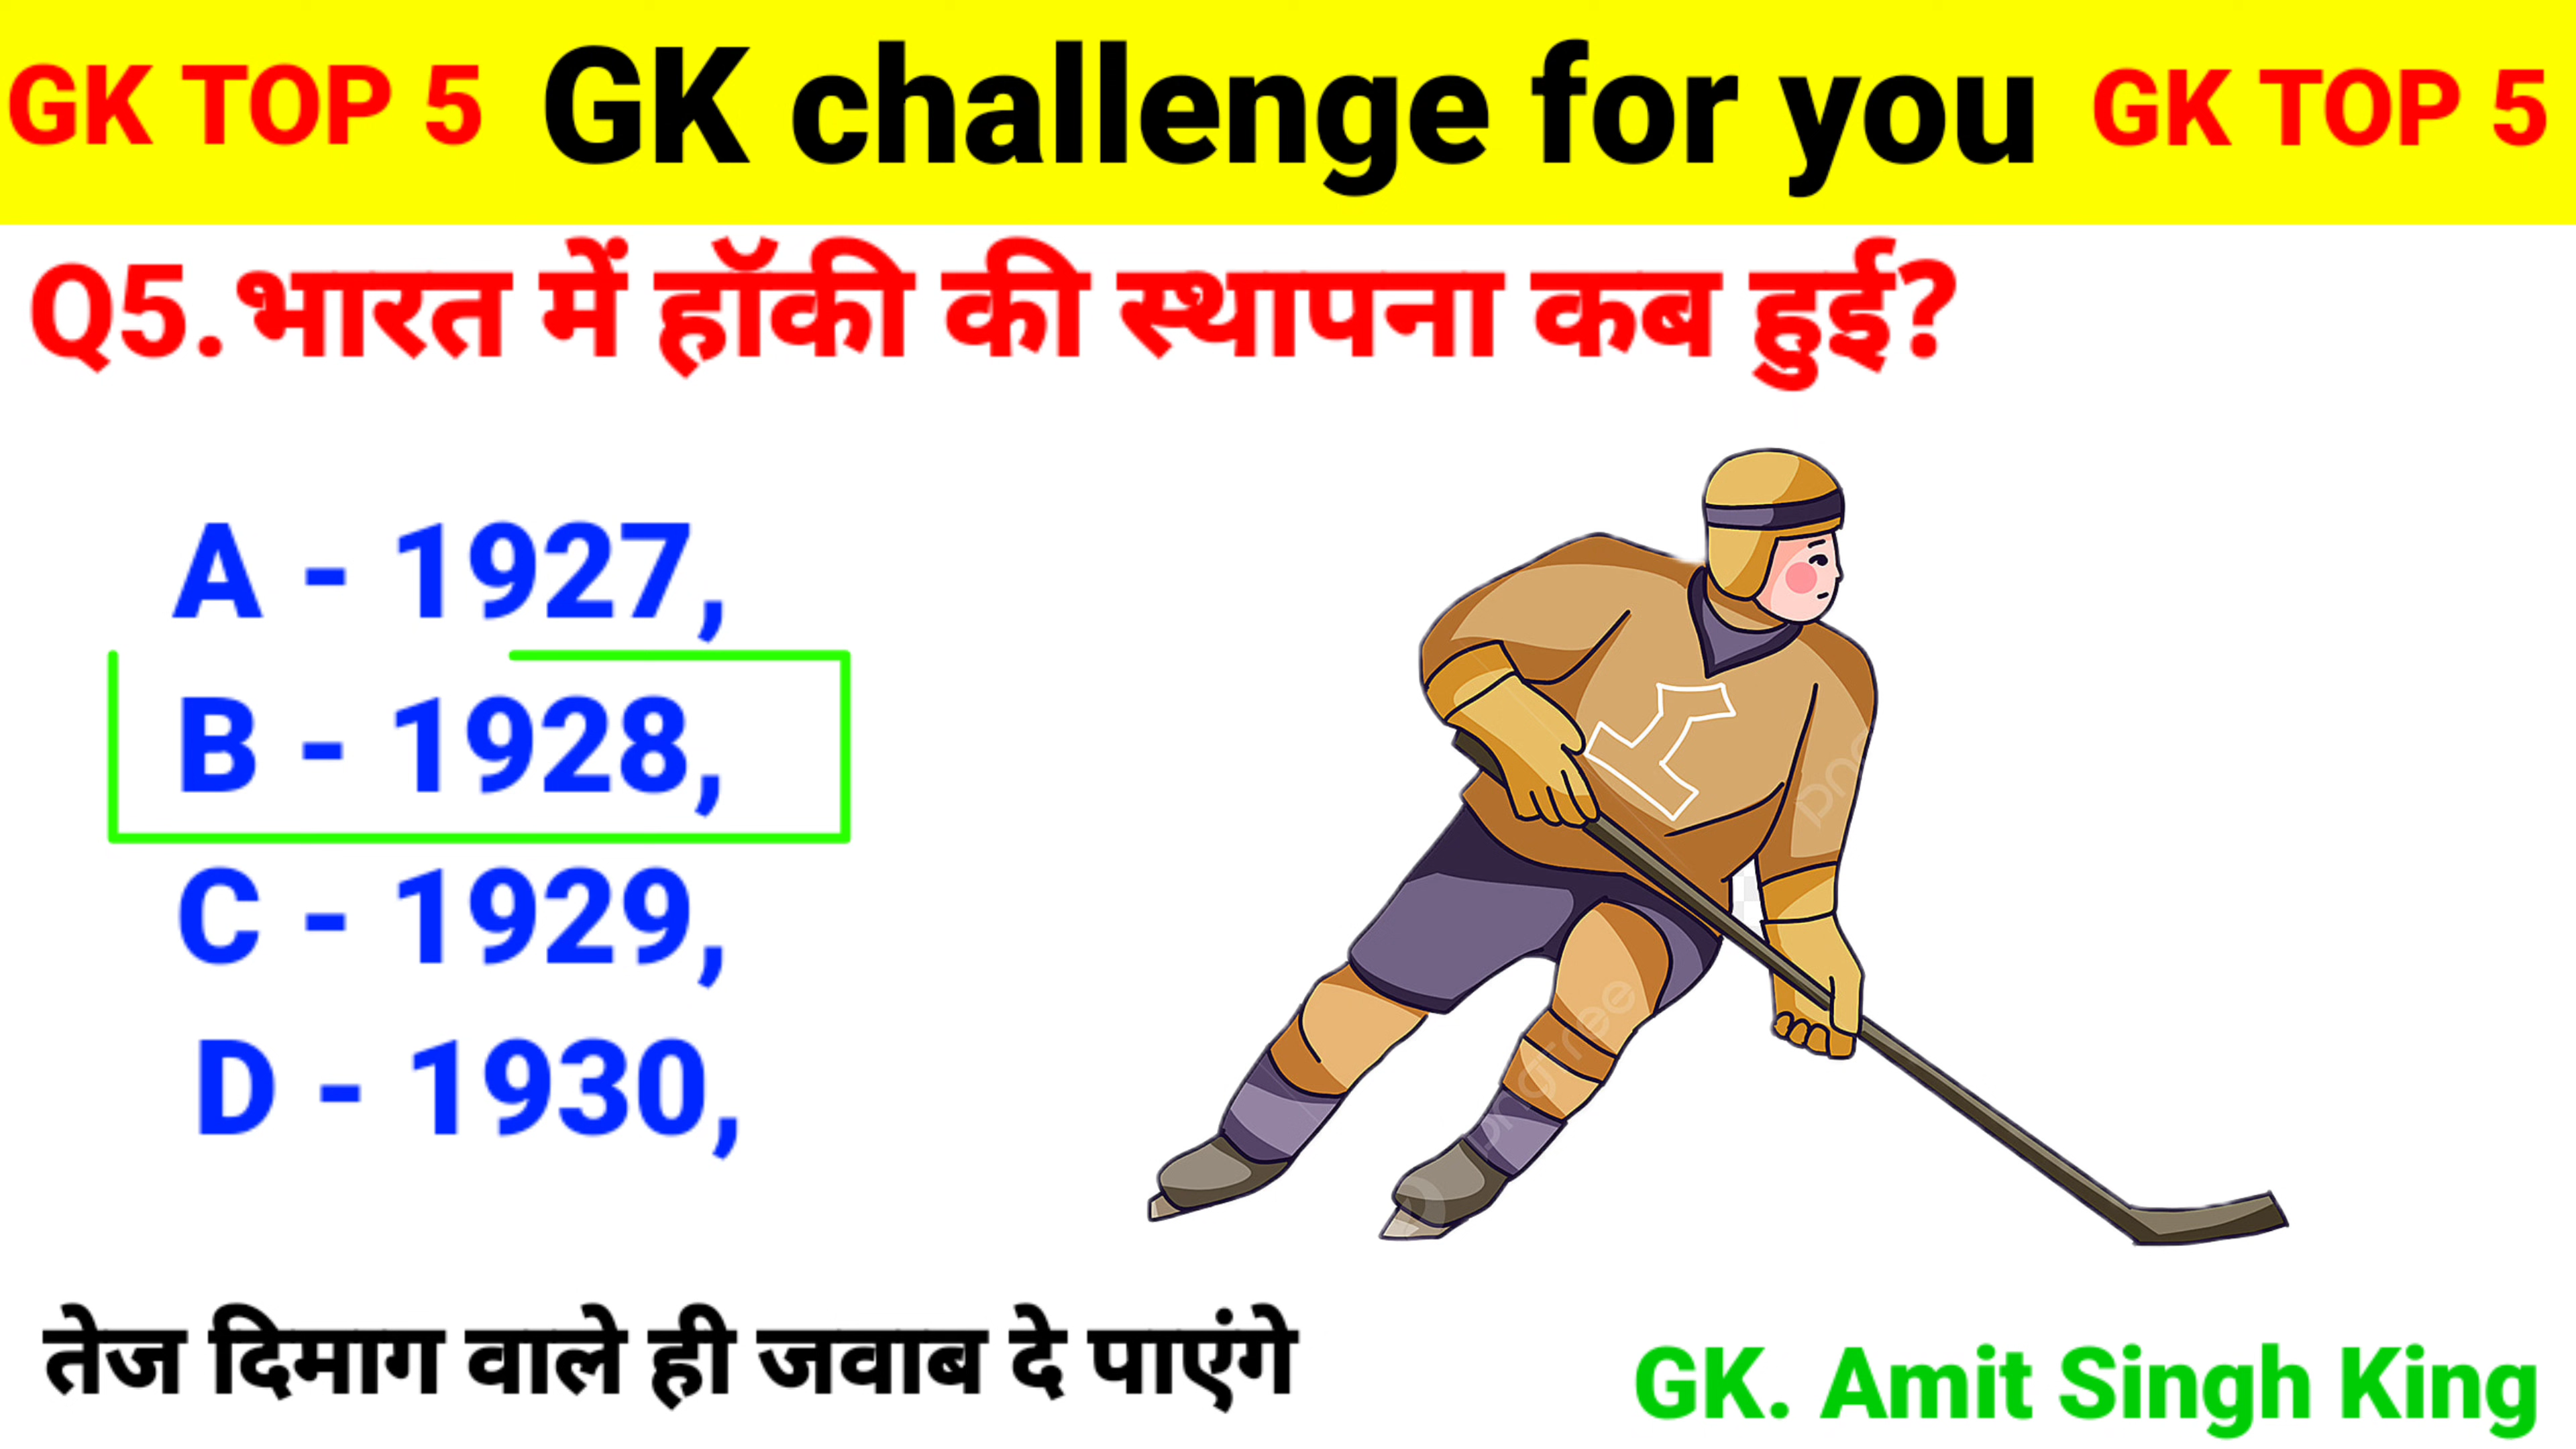 GK TOP 5 GK challenge for you GK TOP 5
Q5.भारत में हॉकी की स्थापना कब हुई?
A - 1927,
B - 1928,
C - 1929,
D - 1930,
pngtree
तेज दिमाग वाले ही जवाब दे पाएंगे
GK. Amit Singh King